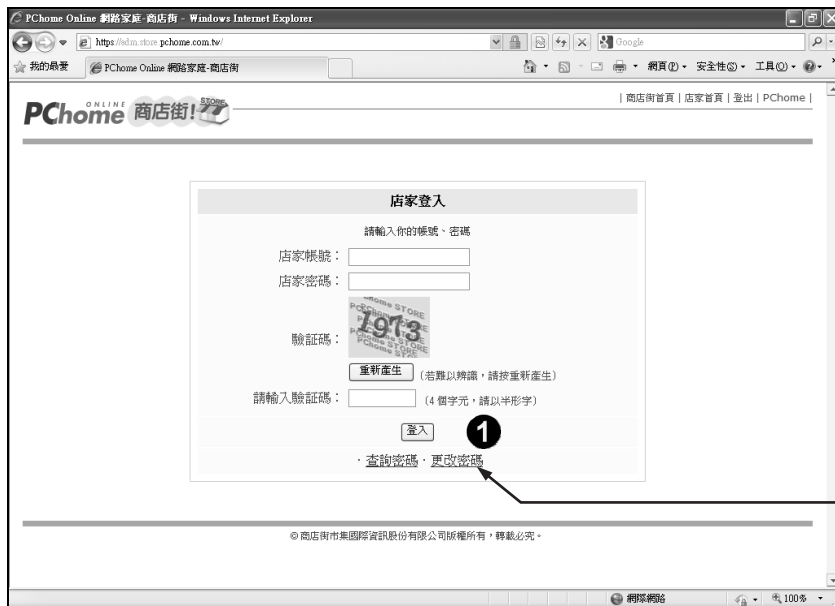 PChome Online 網路家庭-商店街 - Windows Internet Explorer
https://edm.store.pchome.com.tw/
Google
我的最愛
PChome Online 網路家庭-商店街
網頁(P)
安全性(S)
工具(O)
PChome ONLINE 商店街! STORE
| 商店街首頁 | 店家首頁 | 登出 | PChome |
店家登入
請輸入你的帳號、密碼
店家帳號：
店家密碼：
驗証碼：
1973
重新產生 (若難以辨識，請按重新產生)
請輸入驗証碼： (4 個字元，請以半形字)
登入
1
· 查詢密碼 · 更改密碼
© 商店街市集國際資訊股份有限公司版權所有，轉載必究。
網際網路
100%